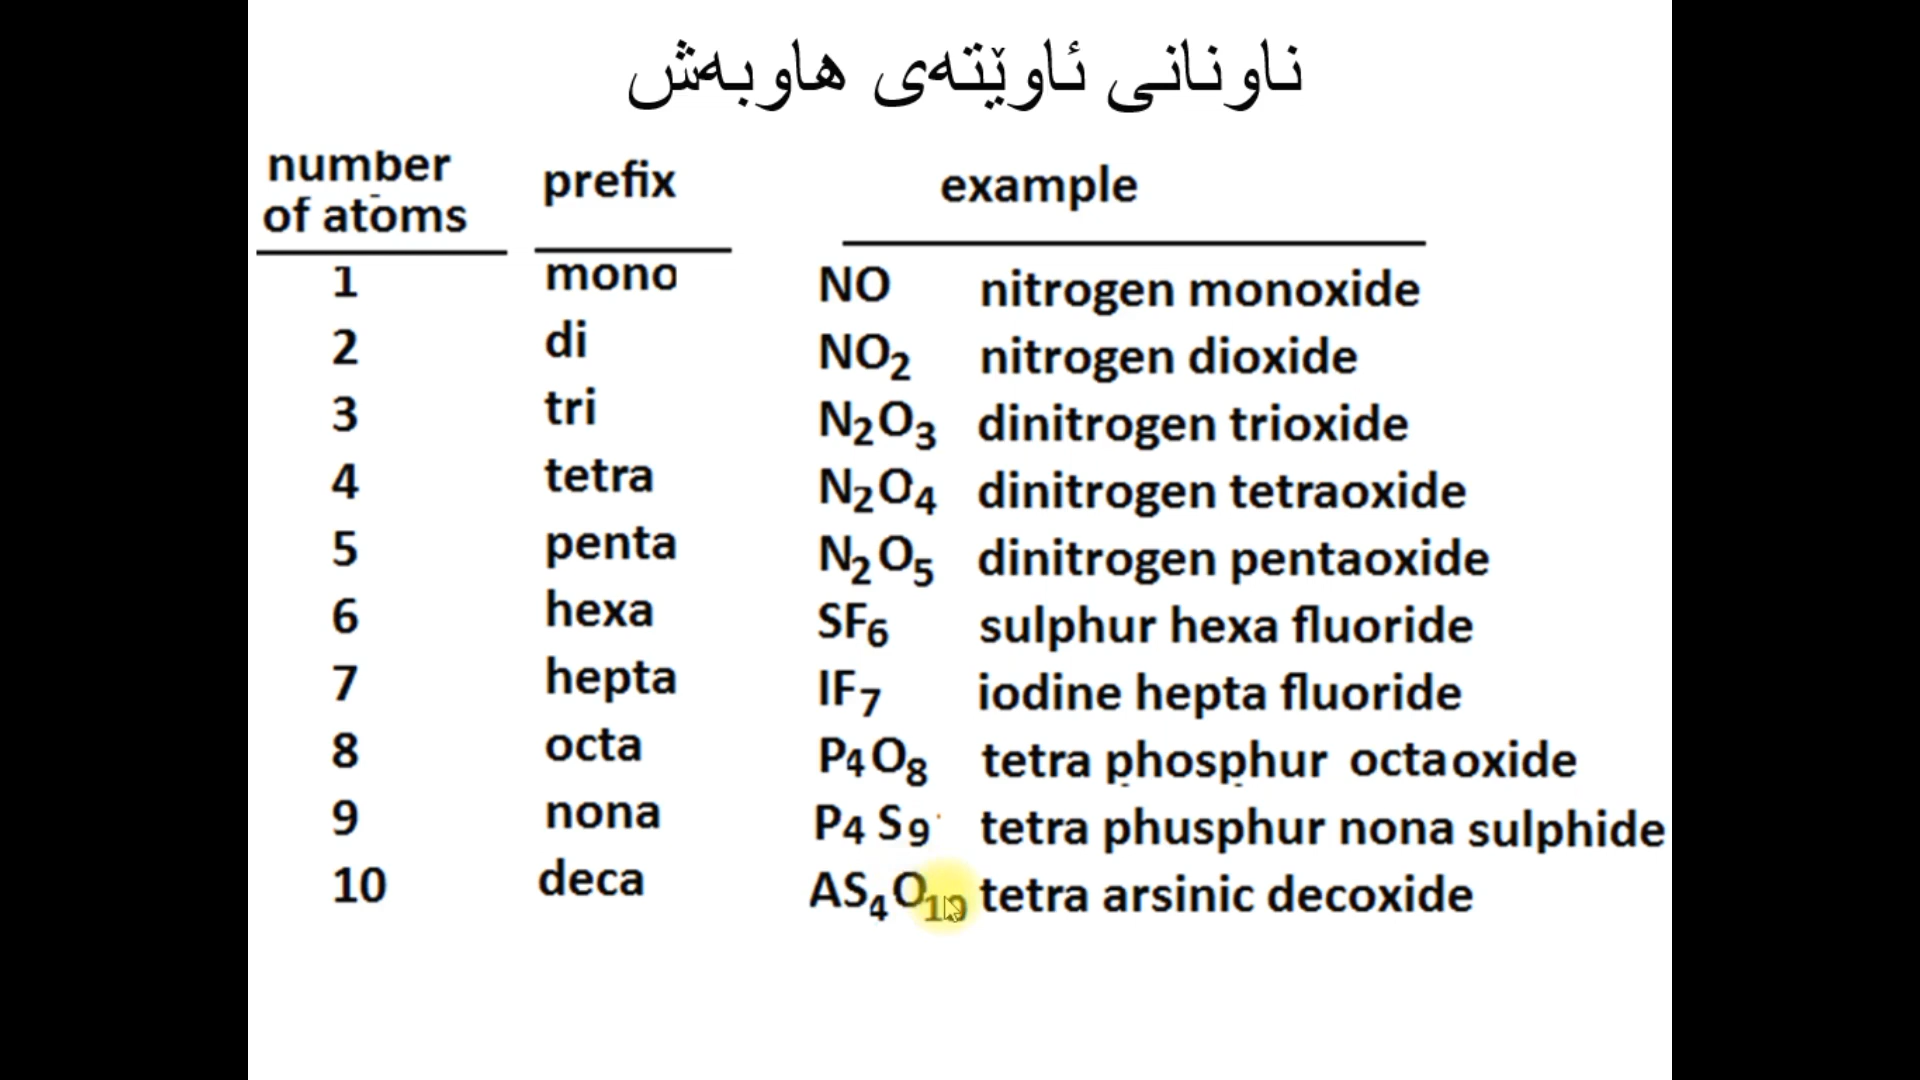 ناونانی ئاوێتەی هاوبەش
number of atoms prefix example
1 mono NO nitrogen monoxide
2 di NO₂ nitrogen dioxide
3 tri N₂O₃ dinitrogen trioxide
4 tetra N₂O₄ dinitrogen tetraoxide
5 penta N₂O₅ dinitrogen pentaoxide
6 hexa SF₆ sulphur hexa fluoride
7 hepta IF₇ iodine hepta fluoride
8 octa P₄O₈ tetra phosphur octaoxide
9 nona P₄ S₉ tetra phusphur nona sulphide
10 deca AS₄O₁₀ tetra arsinic decoxide